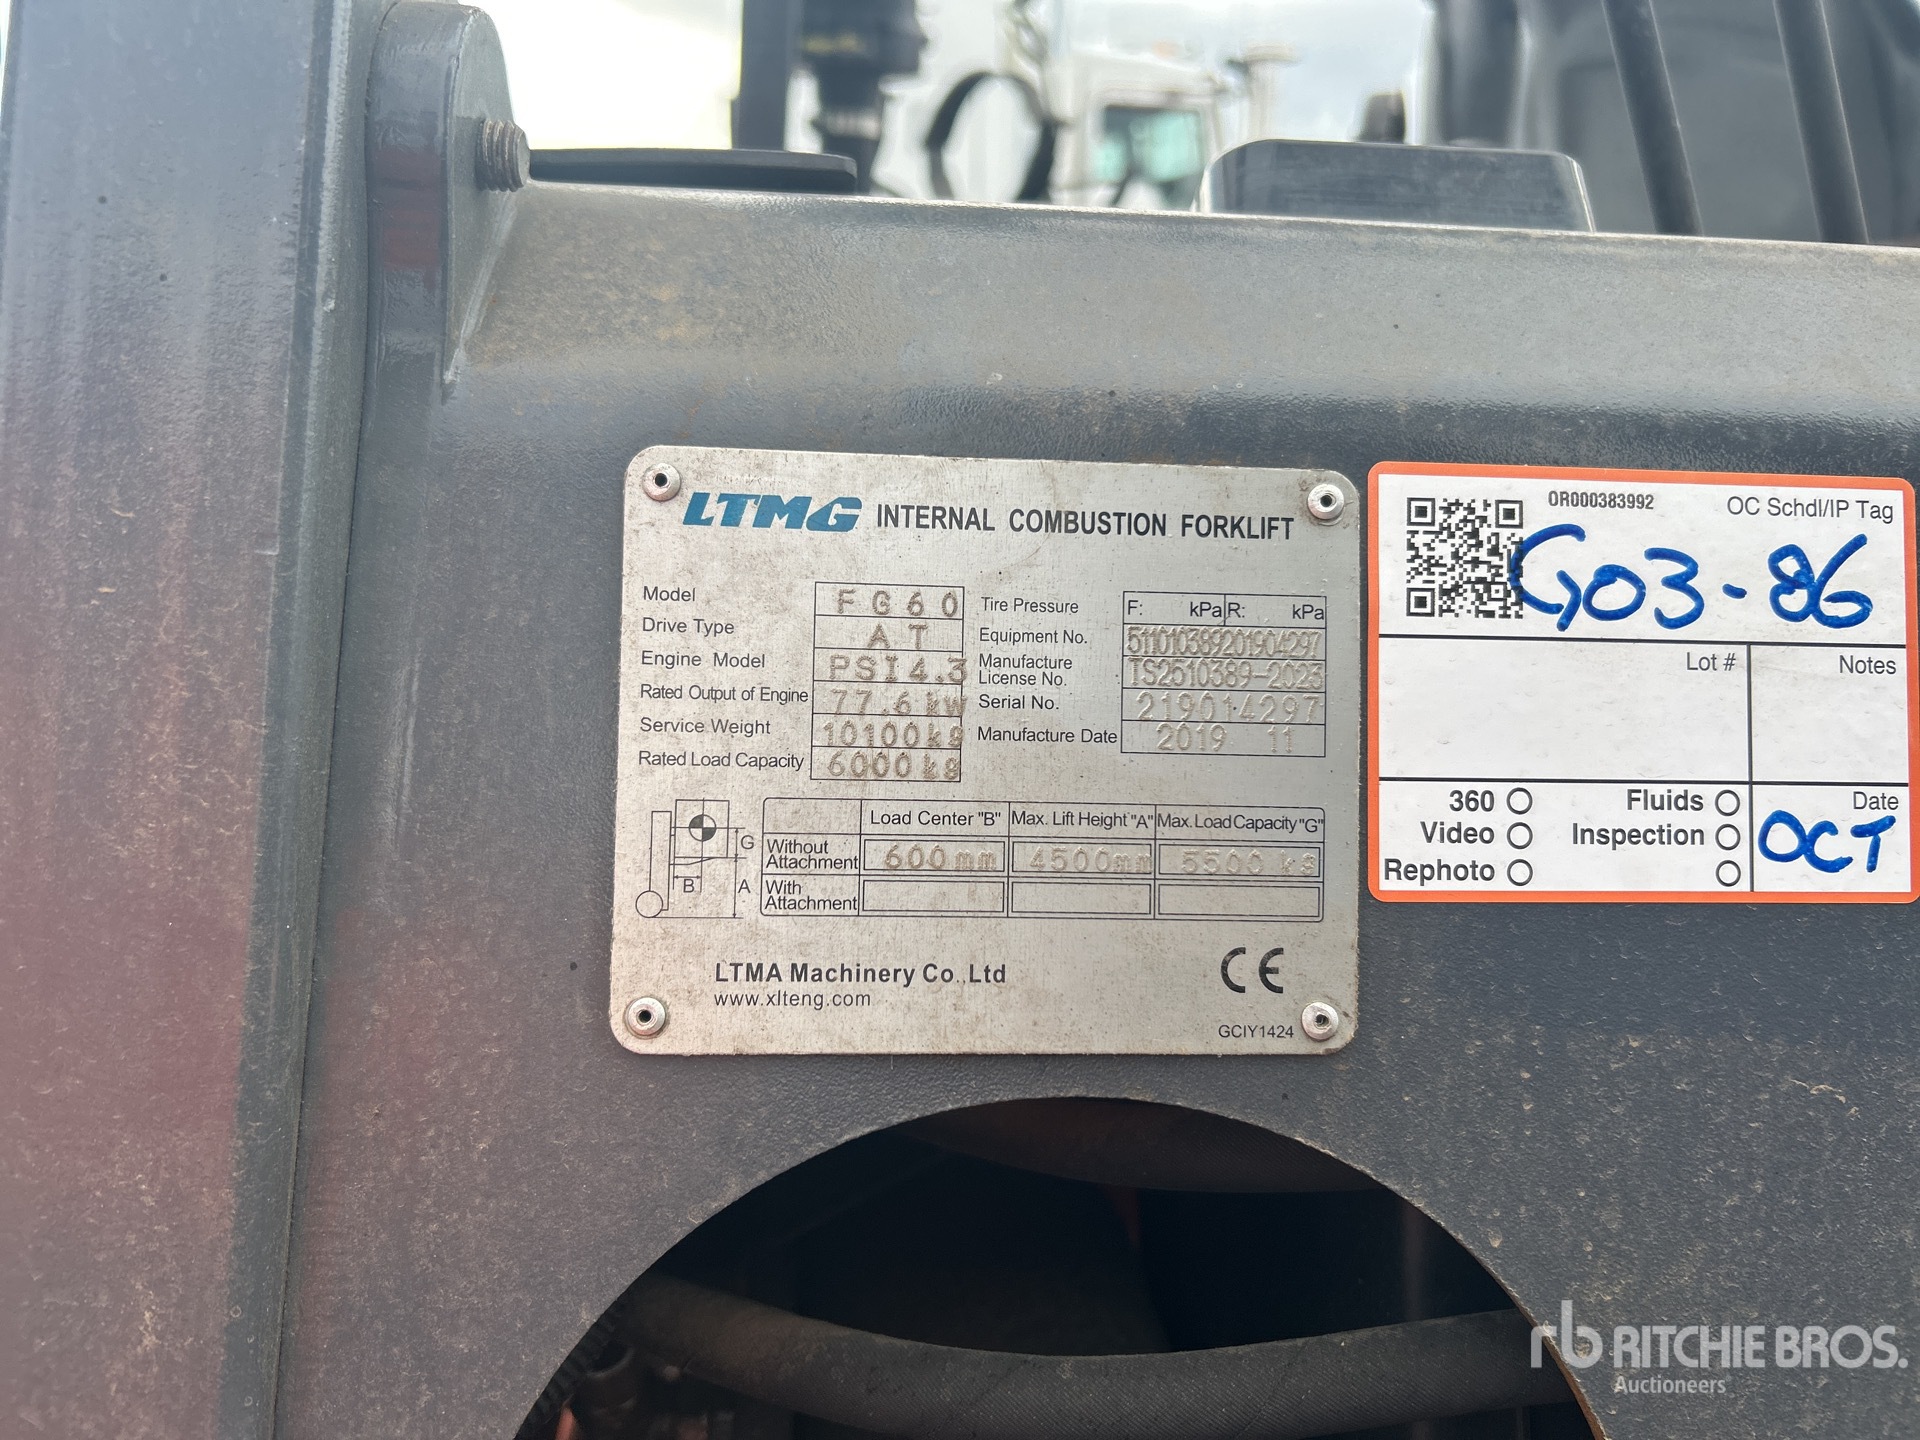 LTMG INTERNAL COMBUSTION FORKLIFT
Model FG60
Drive Type AT
Engine Model PSI4.3
Rated Output of Engine 77.6kW
Service Weight 10100kg
Rated Load Capacity 6000kg
Tire Pressure F: kPa R: kPa
Equipment No. 511010389201904297
Manufacture License No. TS2510389-2023
Serial No. 219014297
Manufacture Date 2019 11
Load Center "B" Max. Lift Height "A" Max. Load Capacity "G"
Without Attachment 600mm 4500mm 5500kg
With Attachment
G
B A
LTMA Machinery Co.,Ltd
www.xlteng.com
CE
GCIY1424
OR000383992 OC Schdl/IP Tag
G03-86
Lot # Notes
360 Fluids Date
Video Inspection OCT
Rephoto
rb RITCHIE BROS.
Auctioneers